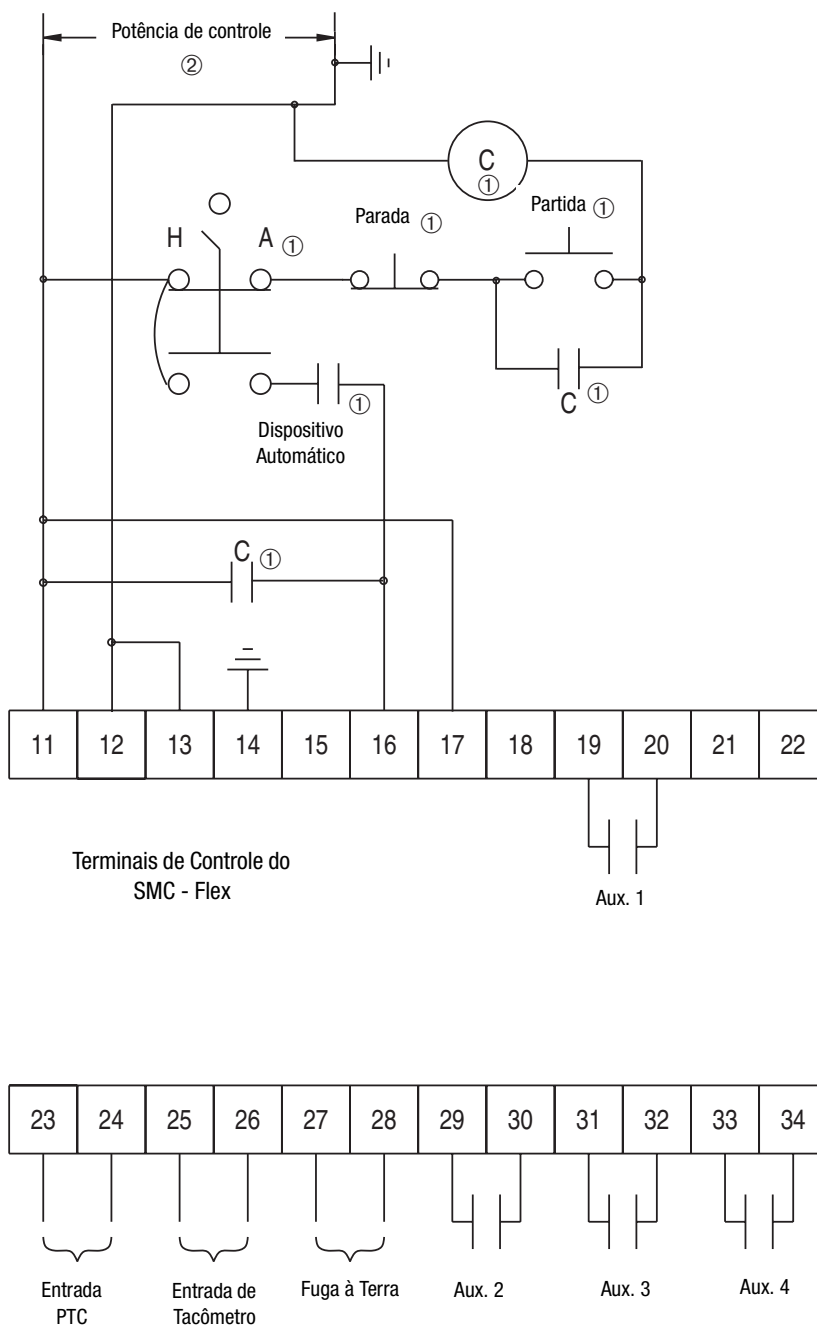 Potência de controle
②
C
①
Parada ①
Partida ①
H
A ①
C ①
①
Dispositivo
Automático
C ①
11 12 13 14 15 16 17 18 19 20 21 22
Terminais de Controle do
SMC - Flex
Aux. 1
23 24 25 26 27 28 29 30 31 32 33 34
Entrada
PTC
Entrada de
Tacômetro
Fuga à Terra
Aux. 2
Aux. 3
Aux. 4